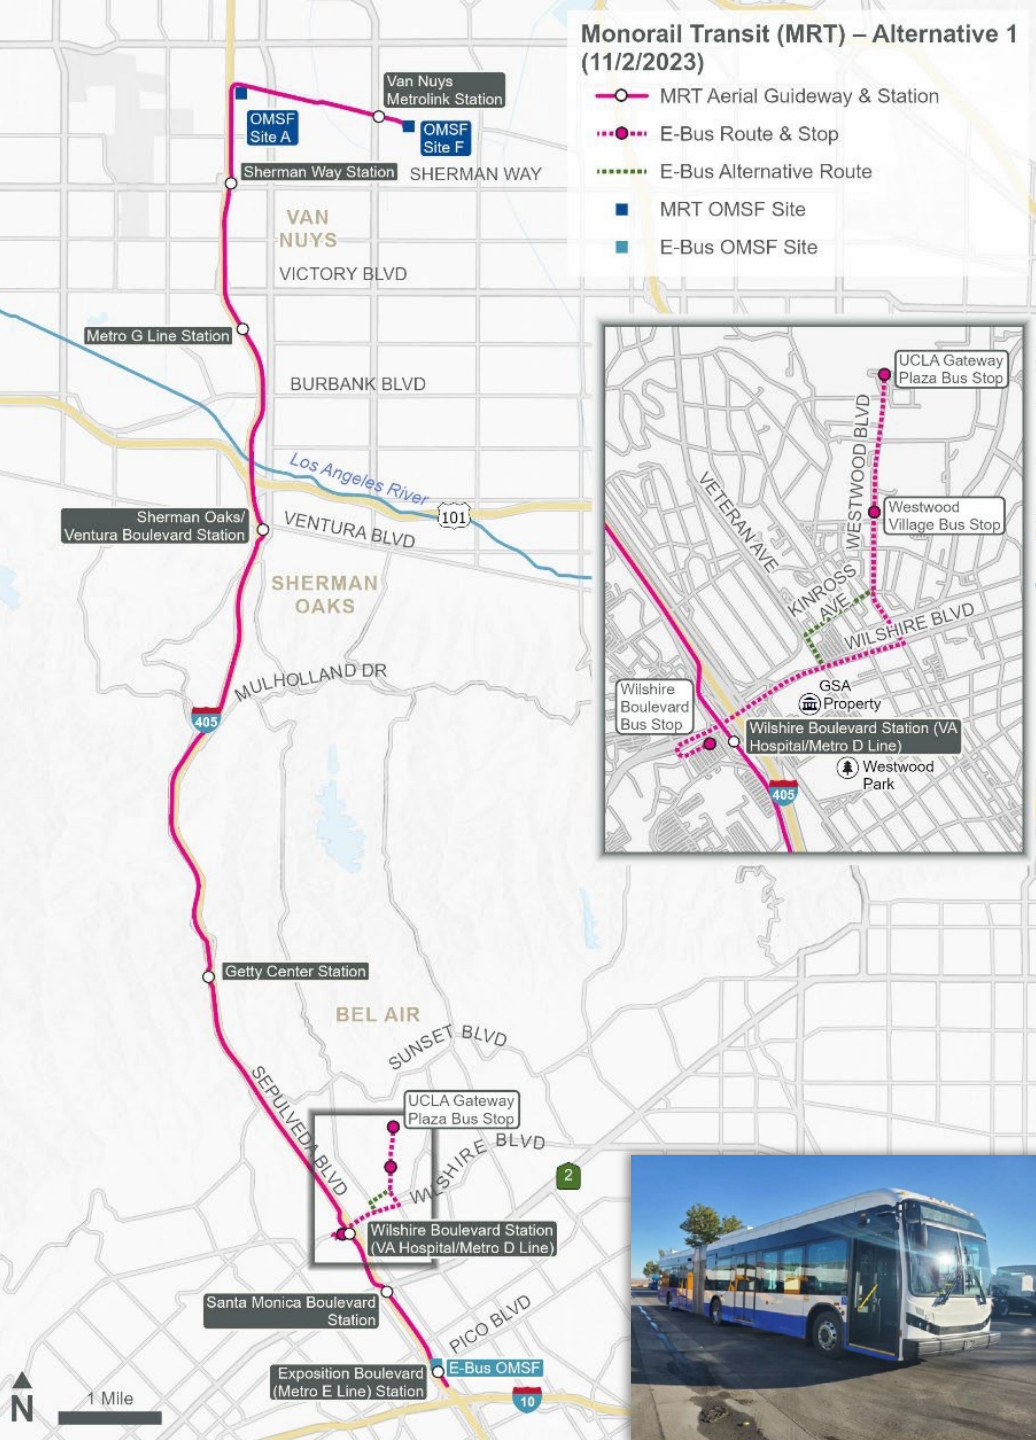 Monorail Transit (MRT) – Alternative 1
(11/2/2023)
MRT Aerial Guideway & Station
E-Bus Route & Stop
E-Bus Alternative Route
MRT OMSF Site
E-Bus OMSF Site
Van Nuys
Metrolink Station
OMSF
Site A
OMSF
Site F
Sherman Way Station
SHERMAN WAY
VAN
NUYS
VICTORY BLVD
Metro G Line Station
BURBANK BLVD
Los Angeles River
101
Sherman Oaks/
Ventura Boulevard Station
VENTURA BLVD
SHERMAN
OAKS
MULHOLLAND DR
405
Getty Center Station
BEL AIR
SUNSET BLVD
SEPULVEDA BLVD
UCLA Gateway
Plaza Bus Stop
WILSHIRE BLVD
2
Wilshire Boulevard Station
(VA Hospital/Metro D Line)
Santa Monica Boulevard
Station
PICO BLVD
E-Bus OMSF
Exposition Boulevard
(Metro E Line) Station
10
N
1 Mile
UCLA Gateway
Plaza Bus Stop
WESTWOOD BLVD
VETERAN AVE
Westwood
Village Bus Stop
KINROSS
AVE
WILSHIRE BLVD
Wilshire
Boulevard
Bus Stop
GSA
Property
Wilshire Boulevard Station (VA
Hospital/Metro D Line)
Westwood
Park
405